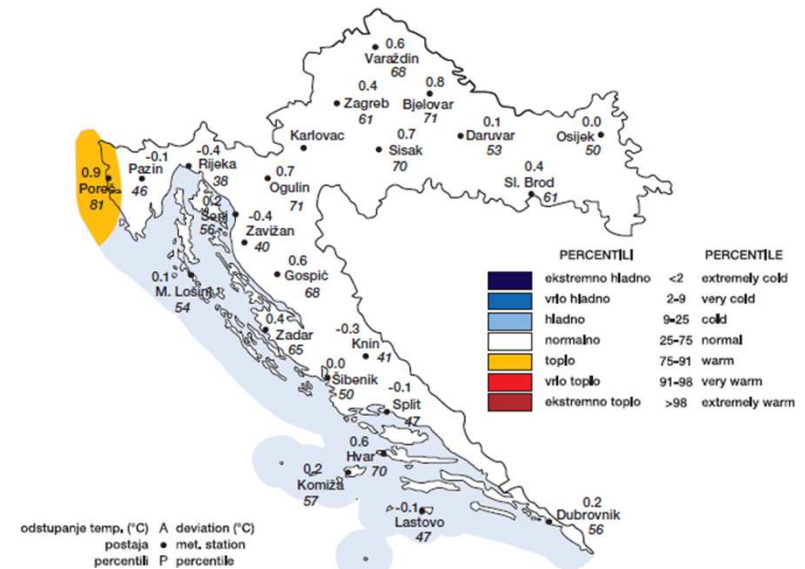 0.6
Varaždin
68
0.4
Zagreb
61
0.8
Bjelovar
71
Karlovac
0.7
Sisak
70
0.1
Daruvar
53
0.0
Osijek
50
0.4
Sl. Brod
61
0.9
Poreč
81
-0.1
Pazin
46
-0.4
Rijeka
38
0.7
Ogulin
71
0.2
Senj
56
-0.4
Zavižan
40
0.6
Gospić
68
0.1
M. Lošinj
54
0.4
Zadar
65
-0.3
Knin
41
0.0
Šibenik
50
-0.1
Split
47
0.6
Hvar
70
0.2
Komiža
57
-0.1
Lastovo
47
0.2
Dubrovnik
56
PERCENTILI PERCENTILE
ekstremno hladno <2 extremely cold
vrlo hladno 2-9 very cold
hladno 9-25 cold
normalno 25-75 normal
toplo 75-91 warm
vrlo toplo 91-98 very warm
ekstremno toplo >98 extremely warm
odstupanje temp. (°C) A deviation (°C)
postaja • met. station
percentili P percentile